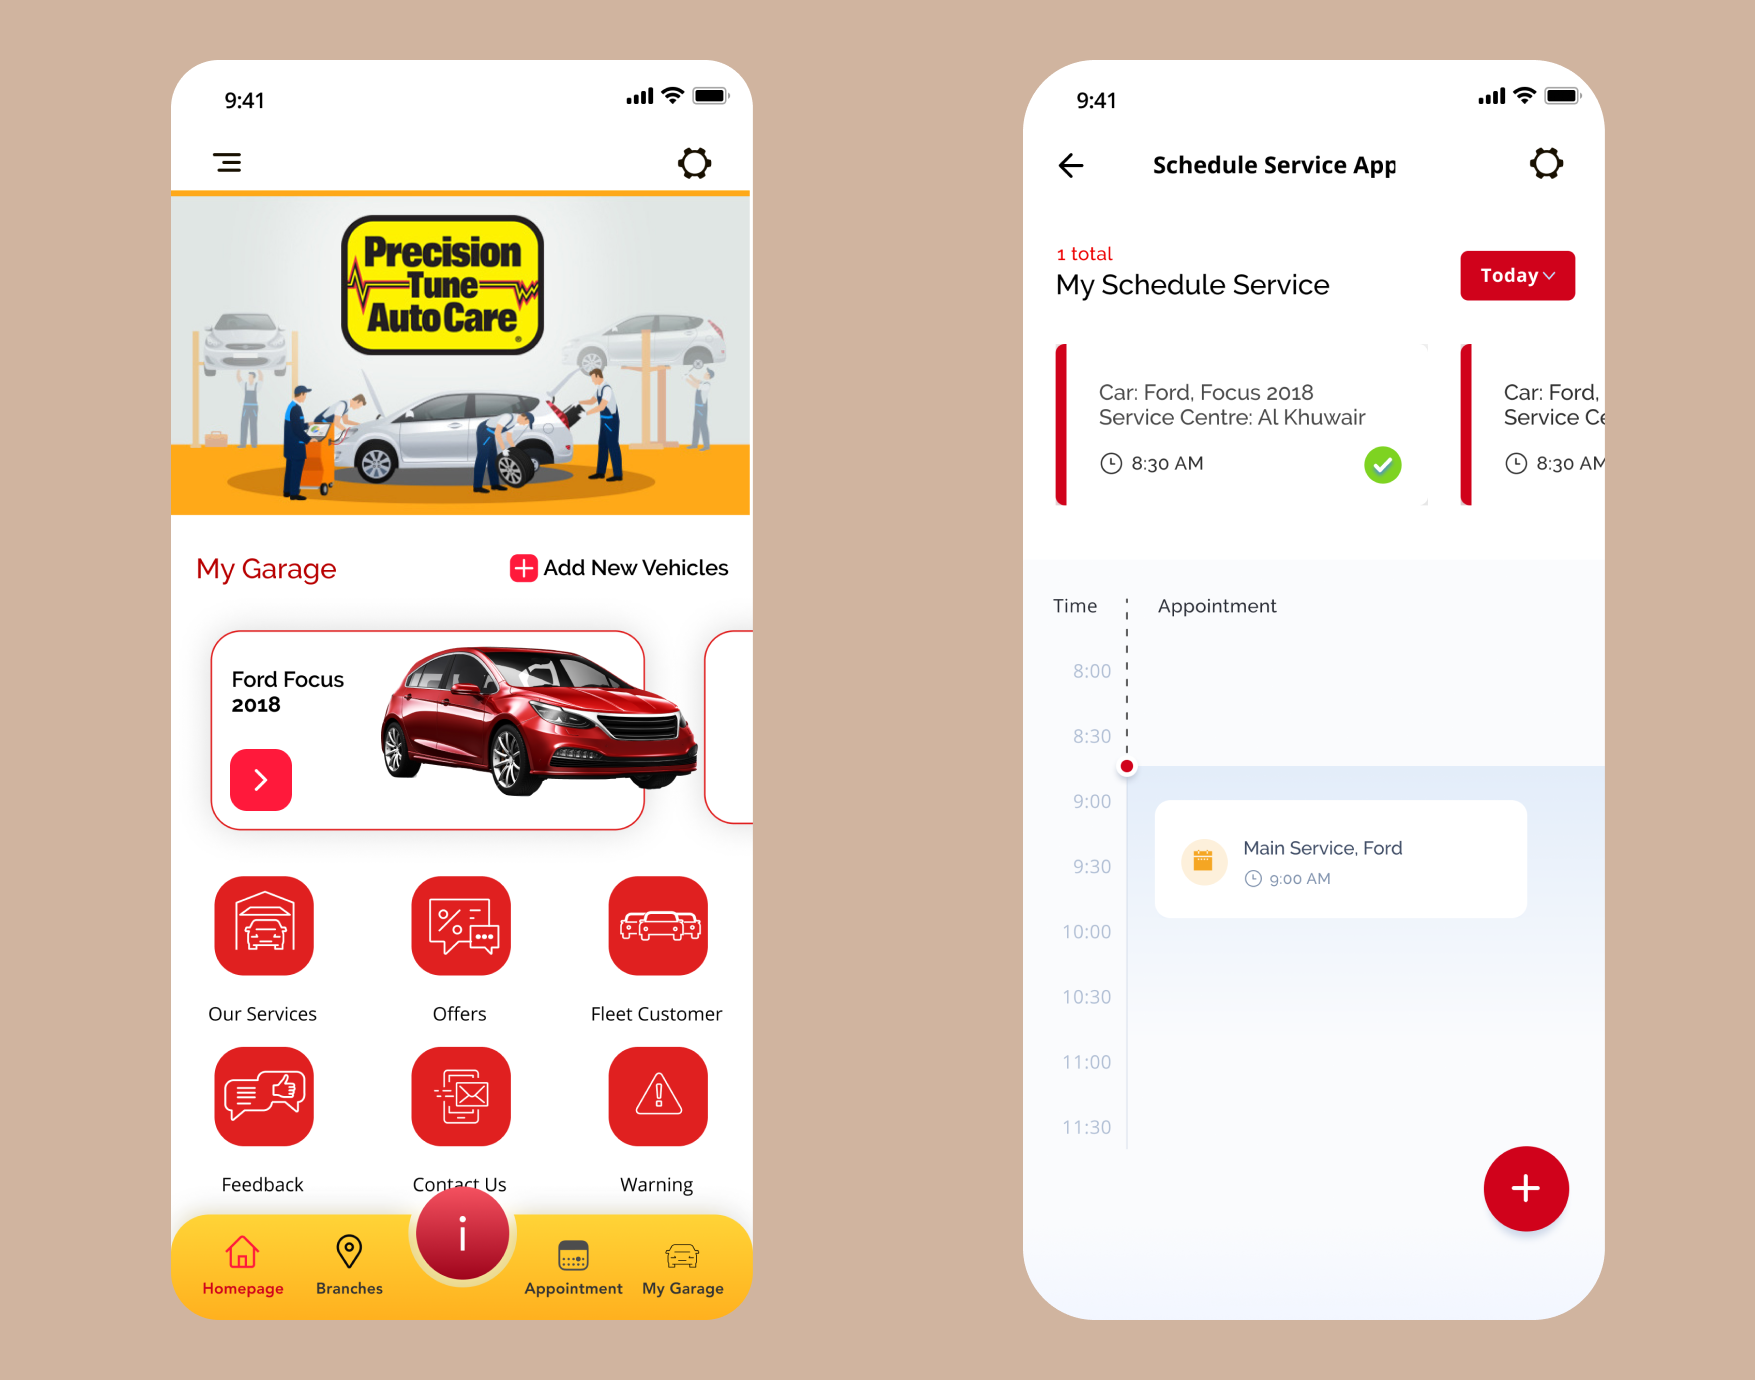 9:41
Precision
Tune
Auto Care
My Garage
Add New Vehicles
Ford Focus
2018
Our Services
Offers
Fleet Customer
Feedback
Contact Us
Warning
i
Homepage
Branches
Appointment
My Garage
9:41
Schedule Service App
1 total
My Schedule Service
Today
Car: Ford, Focus 2018
Service Centre: Al Khuwair
8:30 AM
Car: Ford,
Service Ce
8:30 AM
Time
Appointment
8:00
8:30
9:00
9:30
10:00
10:30
11:00
11:30
Main Service, Ford
9:00 AM